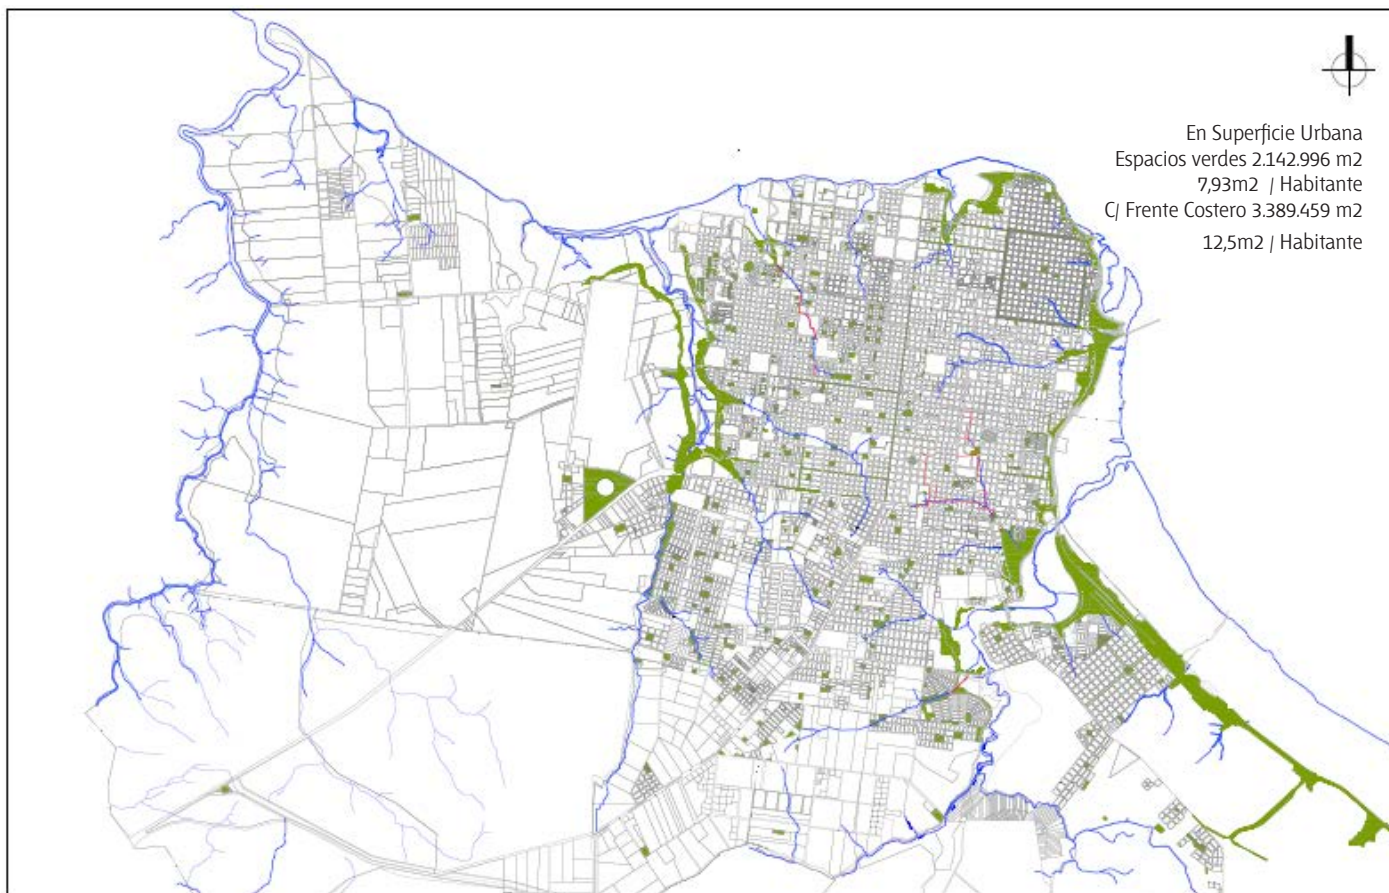 En Superficie Urbana
Espacios verdes 2.142.996 m2
7,93m2 / Habitante
C/ Frente Costero 3.389.459 m2
12,5m2 / Habitante